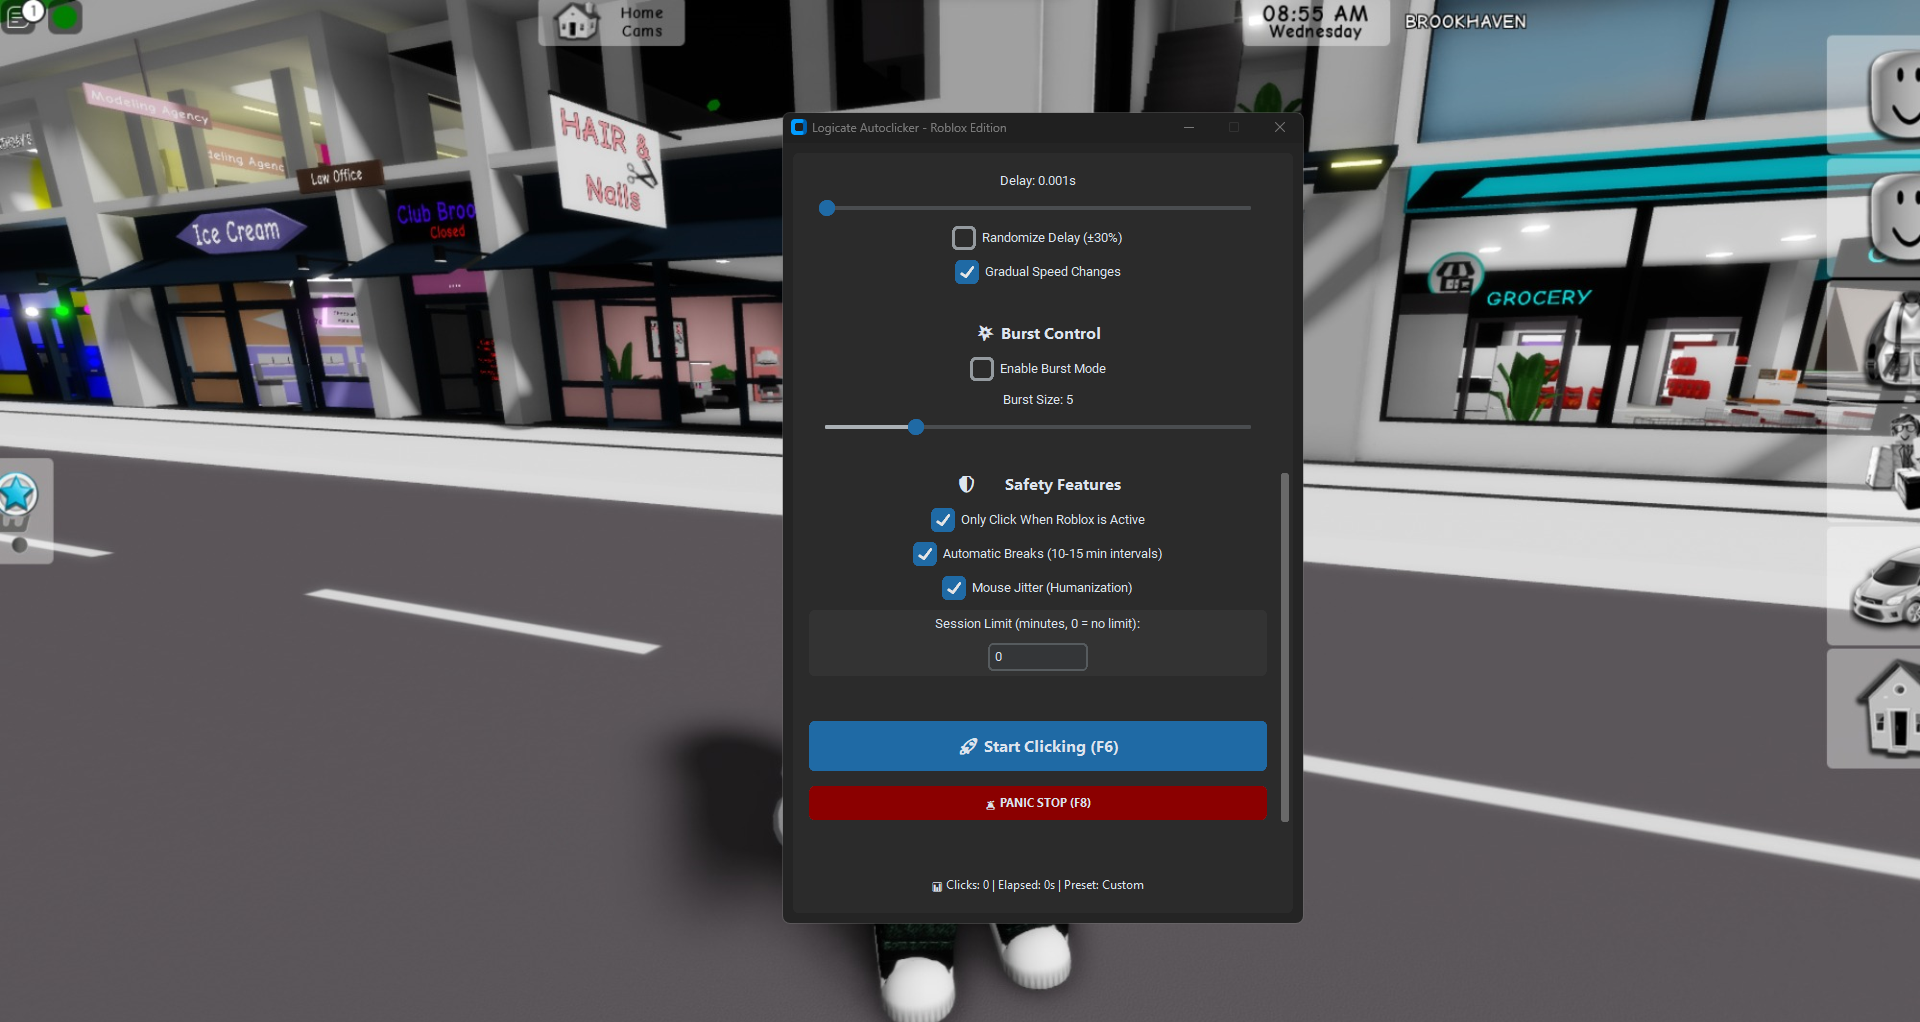 1
Home
Cams
08:55 AM
Wednesday
BROOKHAVEN
Modeling Agency
deling Agenc
Law Office
Ice Cream
Club Broo
Closed
HAIR &
Nails
GROCERY
Logicate Autoclicker - Roblox Edition
Delay: 0.001s
Randomize Delay (±30%)
Gradual Speed Changes
Burst Control
Enable Burst Mode
Burst Size: 5
Safety Features
Only Click When Roblox is Active
Automatic Breaks (10-15 min intervals)
Mouse Jitter (Humanization)
Session Limit (minutes, 0 = no limit):
0
Start Clicking (F6)
PANIC STOP (F8)
Clicks: 0 | Elapsed: 0s | Preset: Custom